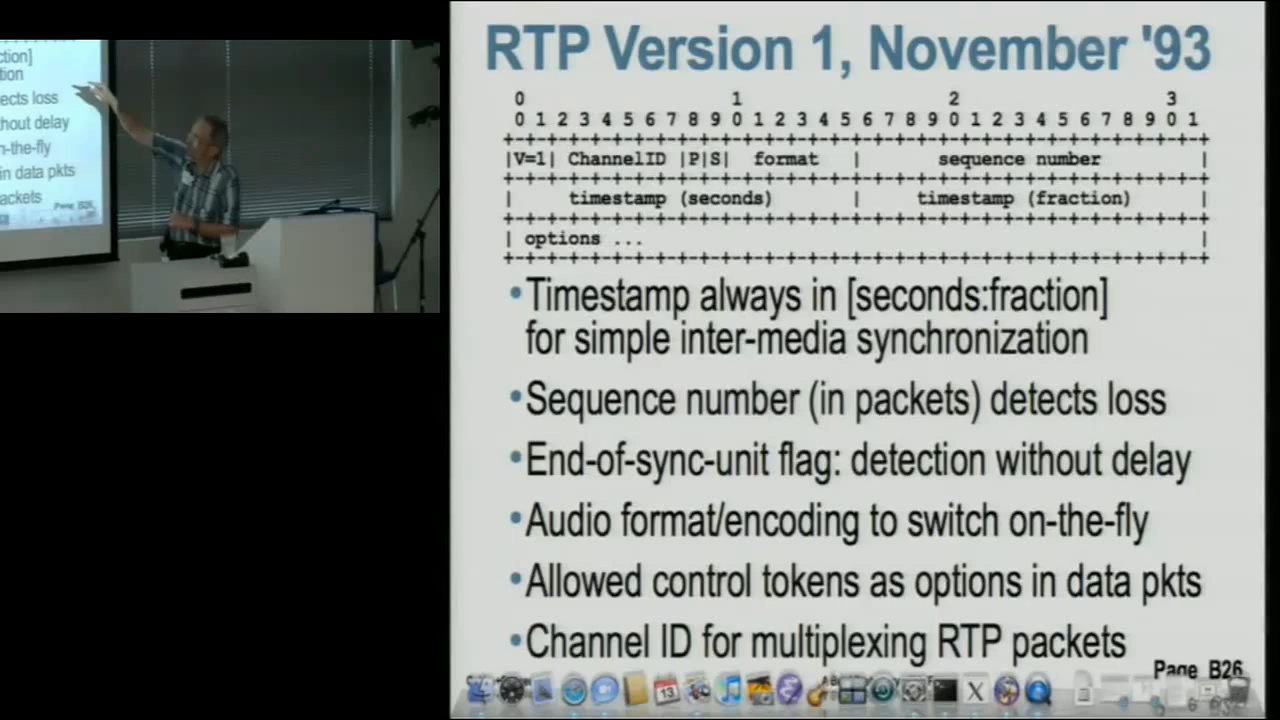 ction]
tion
ects loss
hout delay
n-the-fly
in data pkts
ackets
Page B26
RTP Version 1, November '93
0 1 2 3
0 1 2 3 4 5 6 7 8 9 0 1 2 3 4 5 6 7 8 9 0 1 2 3 4 5 6 7 8 9 0 1
+-+-+-+-+-+-+-+-+-+-+-+-+-+-+-+-+-+-+-+-+-+-+-+-+-+-+-+-+-+-+-+-+
|V=1| ChannelID |P|S| format | sequence number |
+-+-+-+-+-+-+-+-+-+-+-+-+-+-+-+-+-+-+-+-+-+-+-+-+-+-+-+-+-+-+-+-+
| timestamp (seconds) | timestamp (fraction) |
+-+-+-+-+-+-+-+-+-+-+-+-+-+-+-+-+-+-+-+-+-+-+-+-+-+-+-+-+-+-+-+-+
| options ... |
+-+-+-+-+-+-+-+-+-+-+-+-+-+-+-+-+-+-+-+-+-+-+-+-+-+-+-+-+-+-+-+-+
•Timestamp always in [seconds:fraction]
for simple inter-media synchronization
•Sequence number (in packets) detects loss
•End-of-sync-unit flag: detection without delay
•Audio format/encoding to switch on-the-fly
•Allowed control tokens as options in data pkts
•Channel ID for multiplexing RTP packets
Page B26
13
X